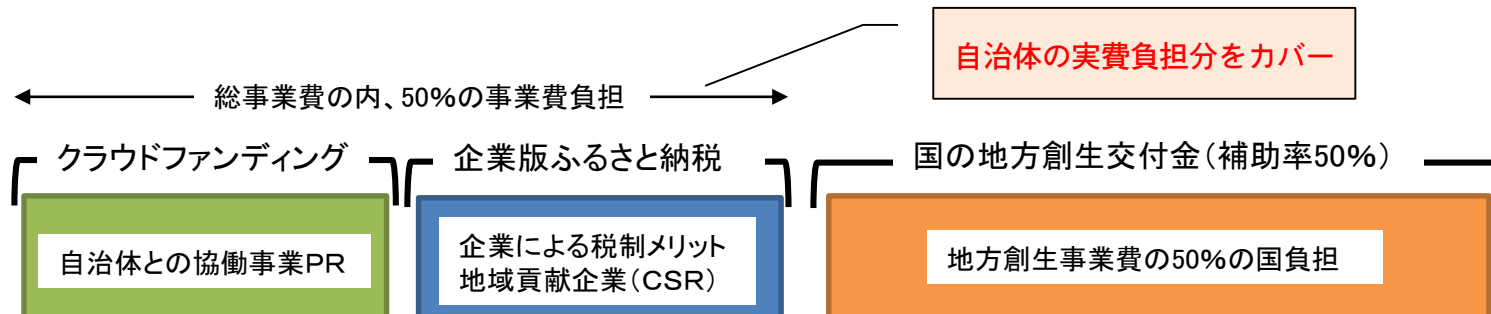 自治体の実費負担分をカバー
総事業費の内、50%の事業費負担
クラウドファンディング
企業版ふるさと納税
国の地方創生交付金(補助率50%)
自治体との協働事業PR
企業による税制メリット
地域貢献企業(CSR)
地方創生事業費の50%の国負担